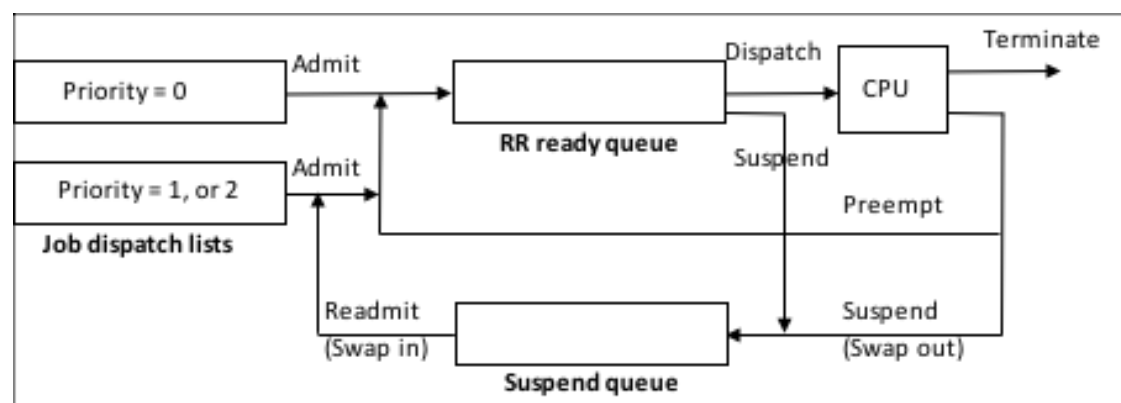 Terminate
Dispatch
Admit
Priority = 0
CPU
RR ready queue
Admit
Suspend
Priority = 1, or 2
Preempt
Job dispatch lists
Readmit
(Swap in)
Suspend
(Swap out)
Suspend queue